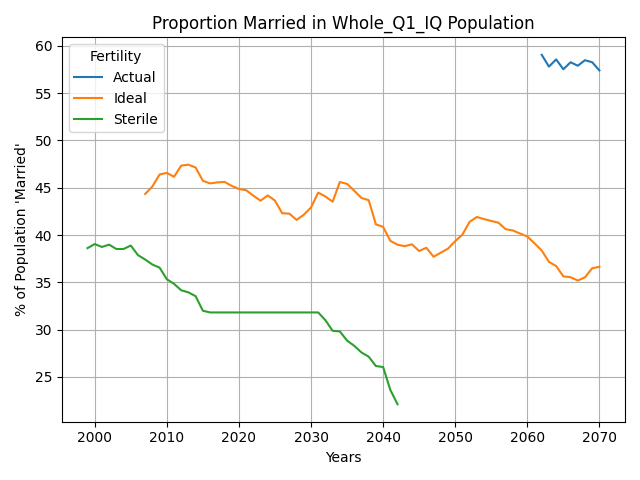 Proportion Married in Whole_Q1_IQ Population
Fertility
Actual
Ideal
Sterile
% of Population 'Married'
60
55
50
45
40
35
30
25
2000 2010 2020 2030 2040 2050 2060 2070
Years